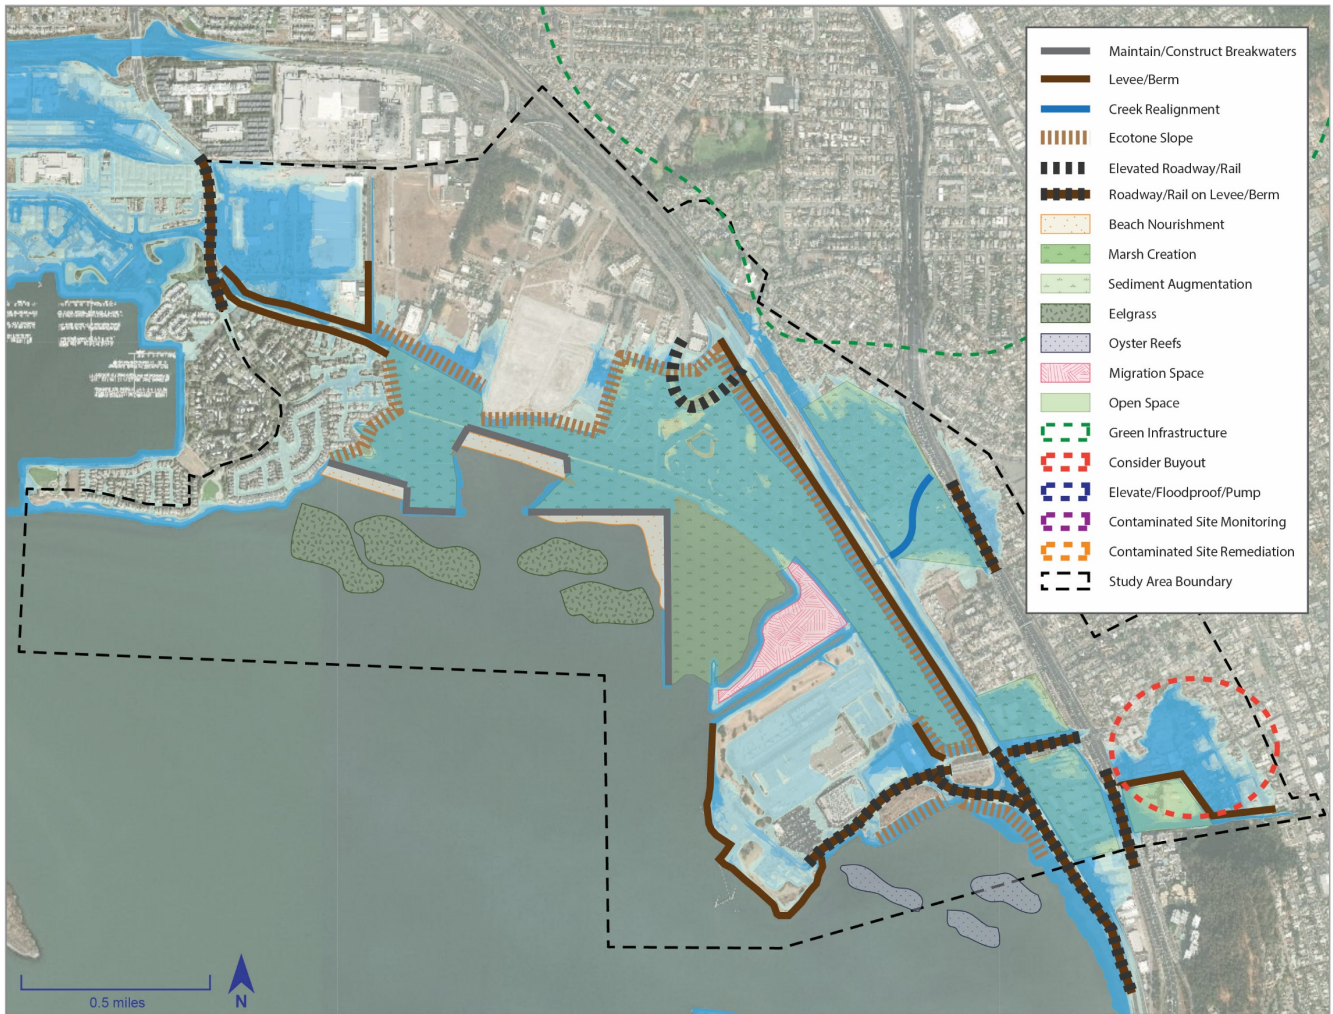 Maintain/Construct Breakwaters
Levee/Berm
Creek Realignment
Ecotone Slope
Elevated Roadway/Rail
Roadway/Rail on Levee/Berm
Beach Nourishment
Marsh Creation
Sediment Augmentation
Eelgrass
Oyster Reefs
Migration Space
Open Space
Green Infrastructure
Consider Buyout
Elevate/Floodproof/Pump
Contaminated Site Monitoring
Contaminated Site Remediation
Study Area Boundary
0.5 miles
N